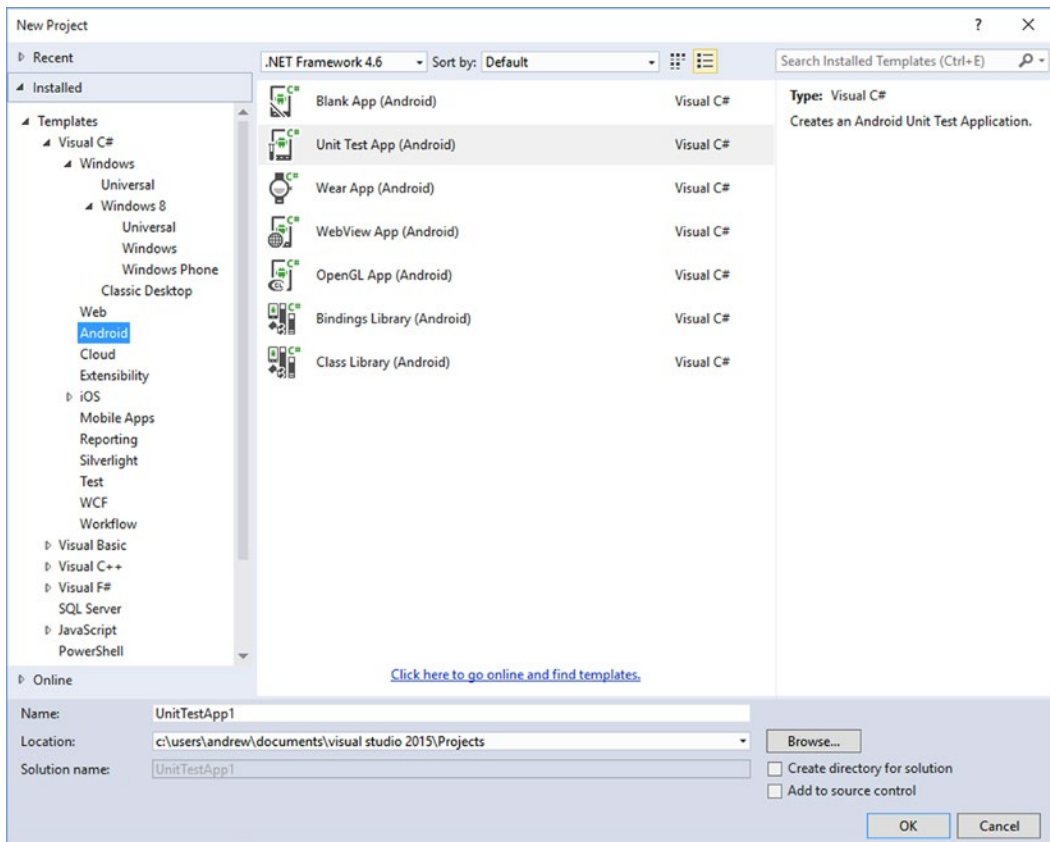 New Project
?
Recent
Installed
Templates
Visual C#
Windows
Universal
Windows 8
Universal
Windows
Windows Phone
Classic Desktop
Web
Android
Cloud
Extensibility
iOS
Mobile Apps
Reporting
Silverlight
Test
WCF
Workflow
Visual Basic
Visual C++
Visual F#
SQL Server
JavaScript
PowerShell
Online
.NET Framework 4.6 Sort by: Default
Blank App (Android) Visual C#
Unit Test App (Android) Visual C#
Wear App (Android) Visual C#
WebView App (Android) Visual C#
OpenGL App (Android) Visual C#
Bindings Library (Android) Visual C#
Class Library (Android) Visual C#
Click here to go online and find templates.
Search Installed Templates (Ctrl+E)
Type: Visual C#
Creates an Android Unit Test Application.
Name: UnitTestApp1
Location: c:\users\andrew\documents\visual studio 2015\Projects Browse...
Solution name: UnitTestApp1 Create directory for solution
Add to source control
OK Cancel